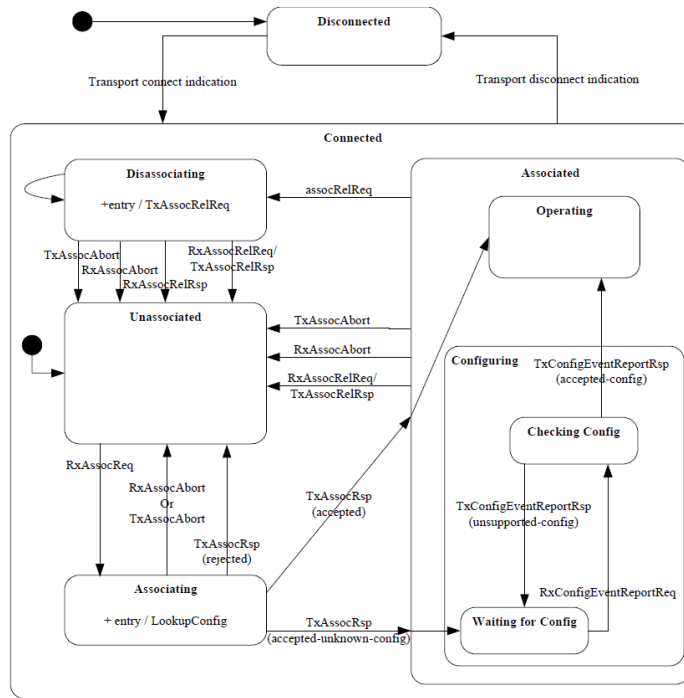 Disconnected
Transport connect indication
Transport disconnect indication
Connected
Disassociating
+entry / TxAssocRelReq
assocRelReq
Associated
Operating
TxAssocAbort
RxAssocAbort
RxAssocRelRsp
RxAssocRelReq/
TxAssocRelRsp
Unassociated
TxAssocAbort
RxAssocAbort
RxAssocRelReq/
TxAssocRelRsp
Configuring
TxConfigEventReportRsp
(accepted-config)
Checking Config
RxAssocReq
RxAssocAbort
Or
TxAssocAbort
TxAssocRsp
(rejected)
TxAssocRsp
(accepted)
TxConfigEventReportRsp
(unsupported-config)
RxConfigEventReportReq
Associating
+ entry / LookupConfig
TxAssocRsp
(accepted-unknown-config)
Waiting for Config